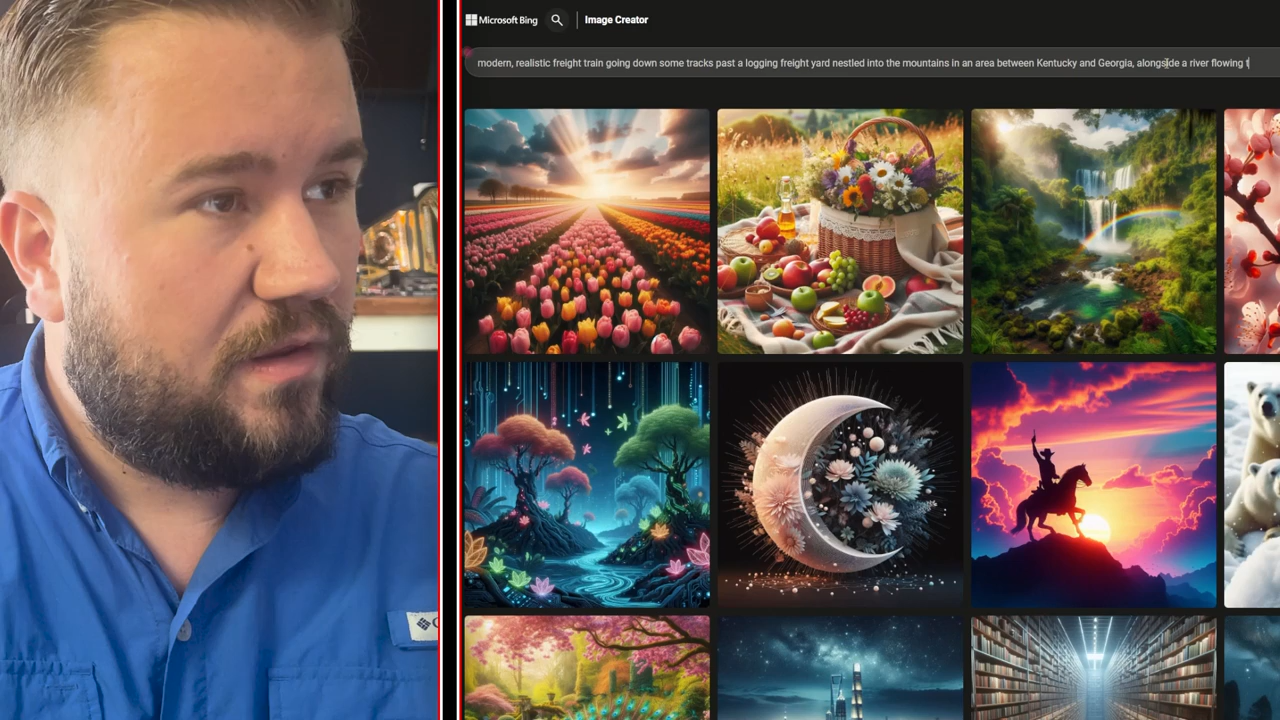 Microsoft Bing
Image Creator
modern, realistic freight train going down some tracks past a logging freight yard nestled into the mountains in an area between Kentucky and Georgia, alongside a river flowing t